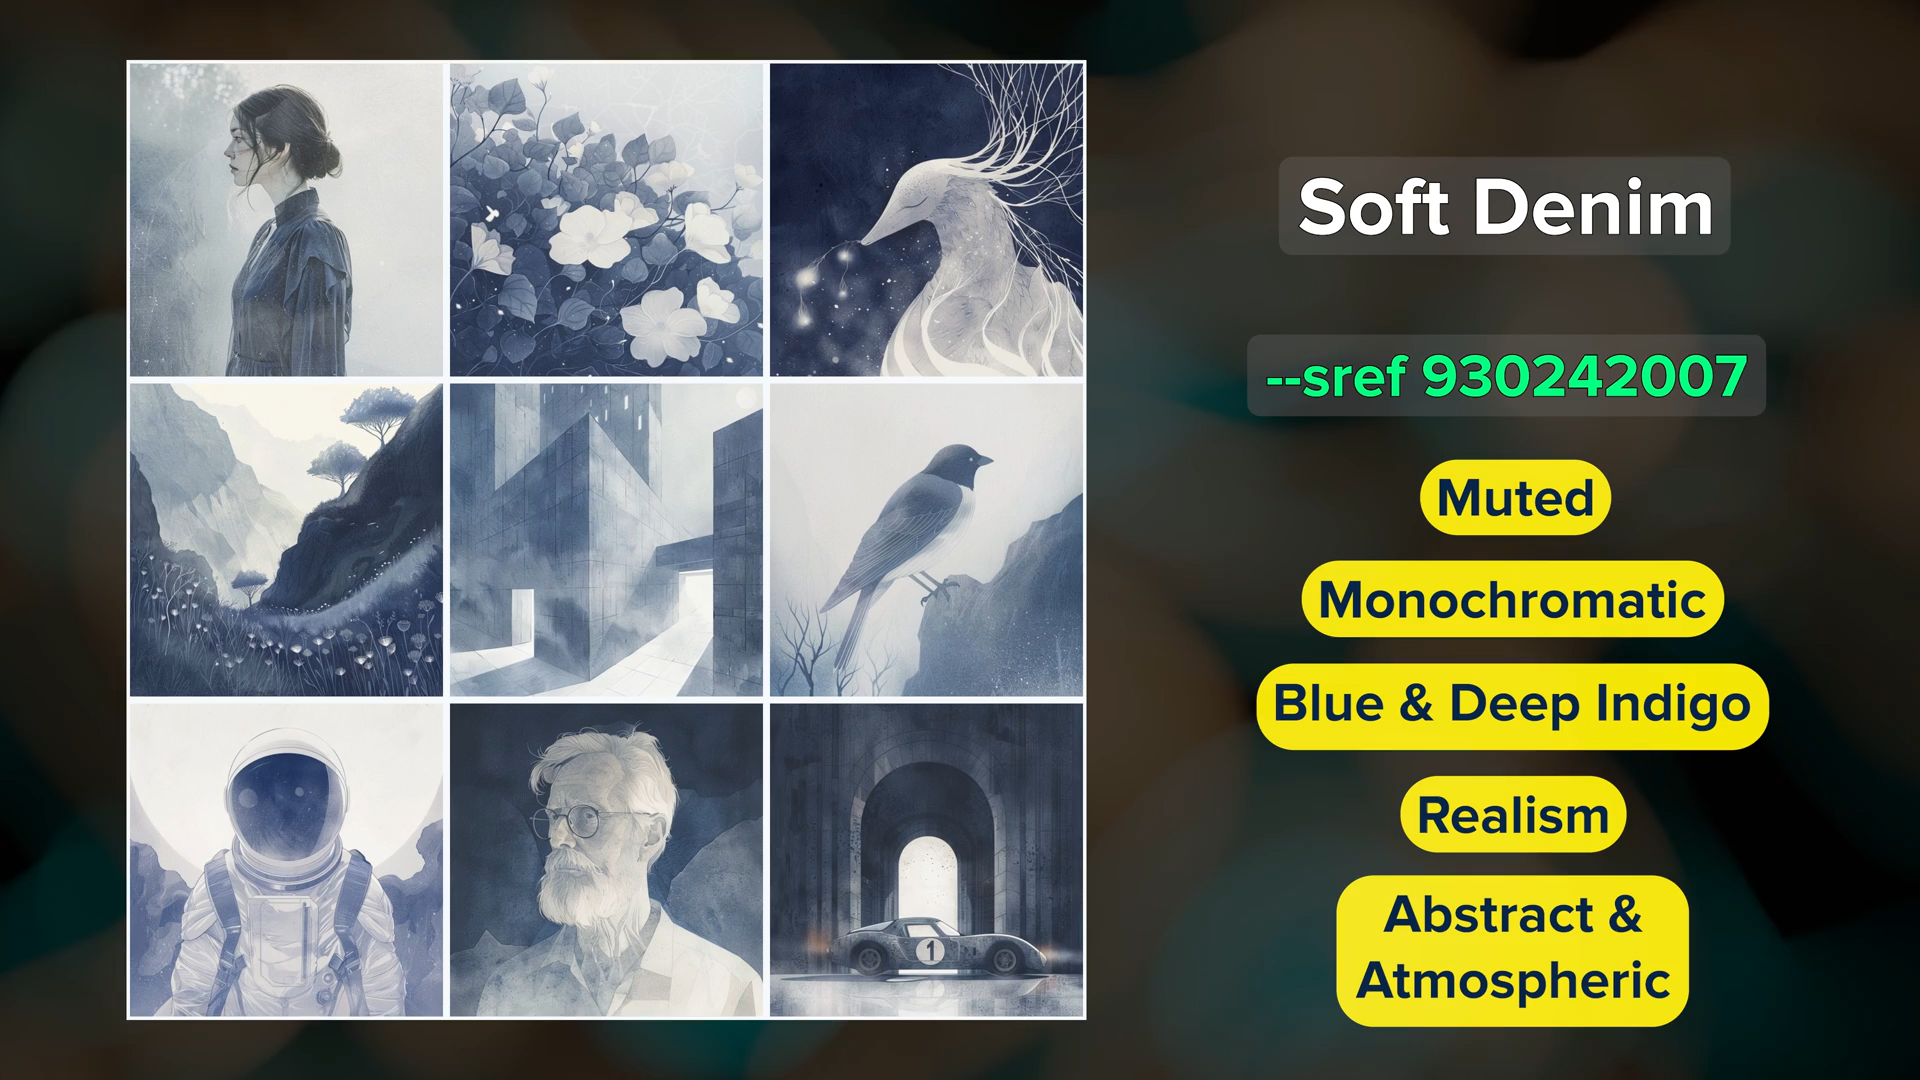 Soft Denim
--sref 930242007
Muted
Monochromatic
Blue & Deep Indigo
Realism
Abstract &
Atmospheric
1